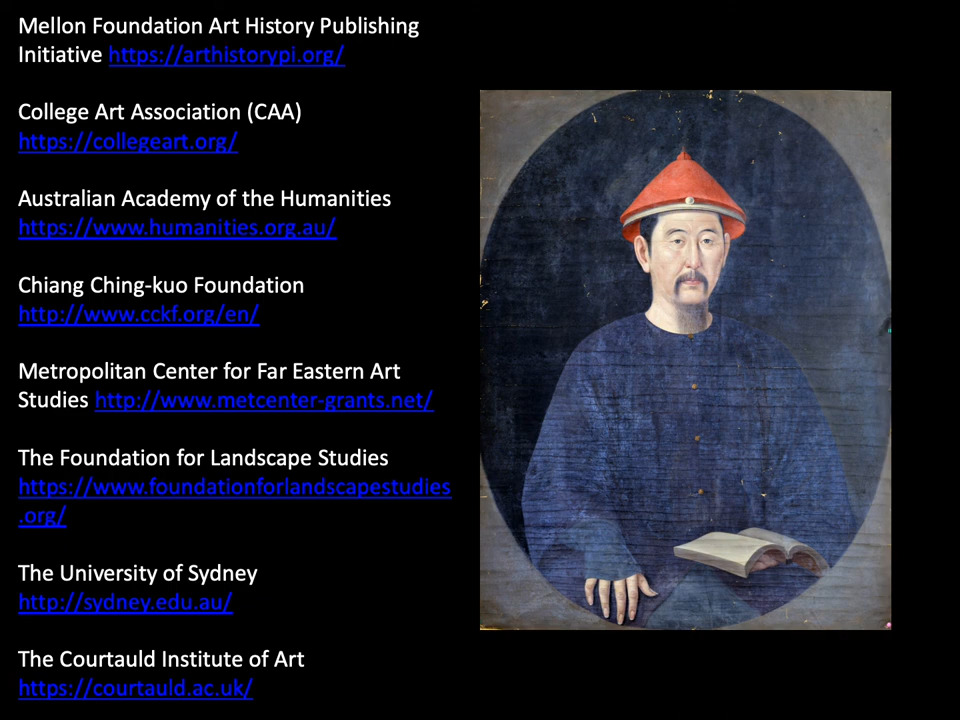 Mellon Foundation Art History Publishing
Initiative https://arthistorypi.org/
College Art Association (CAA)
https://collegeart.org/
Australian Academy of the Humanities
https://www.humanities.org.au/
Chiang Ching-kuo Foundation
http://www.cckf.org/en/
Metropolitan Center for Far Eastern Art
Studies http://www.metcenter-grants.net/
The Foundation for Landscape Studies
https://www.foundationforlandscapestudies
.org/
The University of Sydney
http://sydney.edu.au/
The Courtauld Institute of Art
https://courtauld.ac.uk/